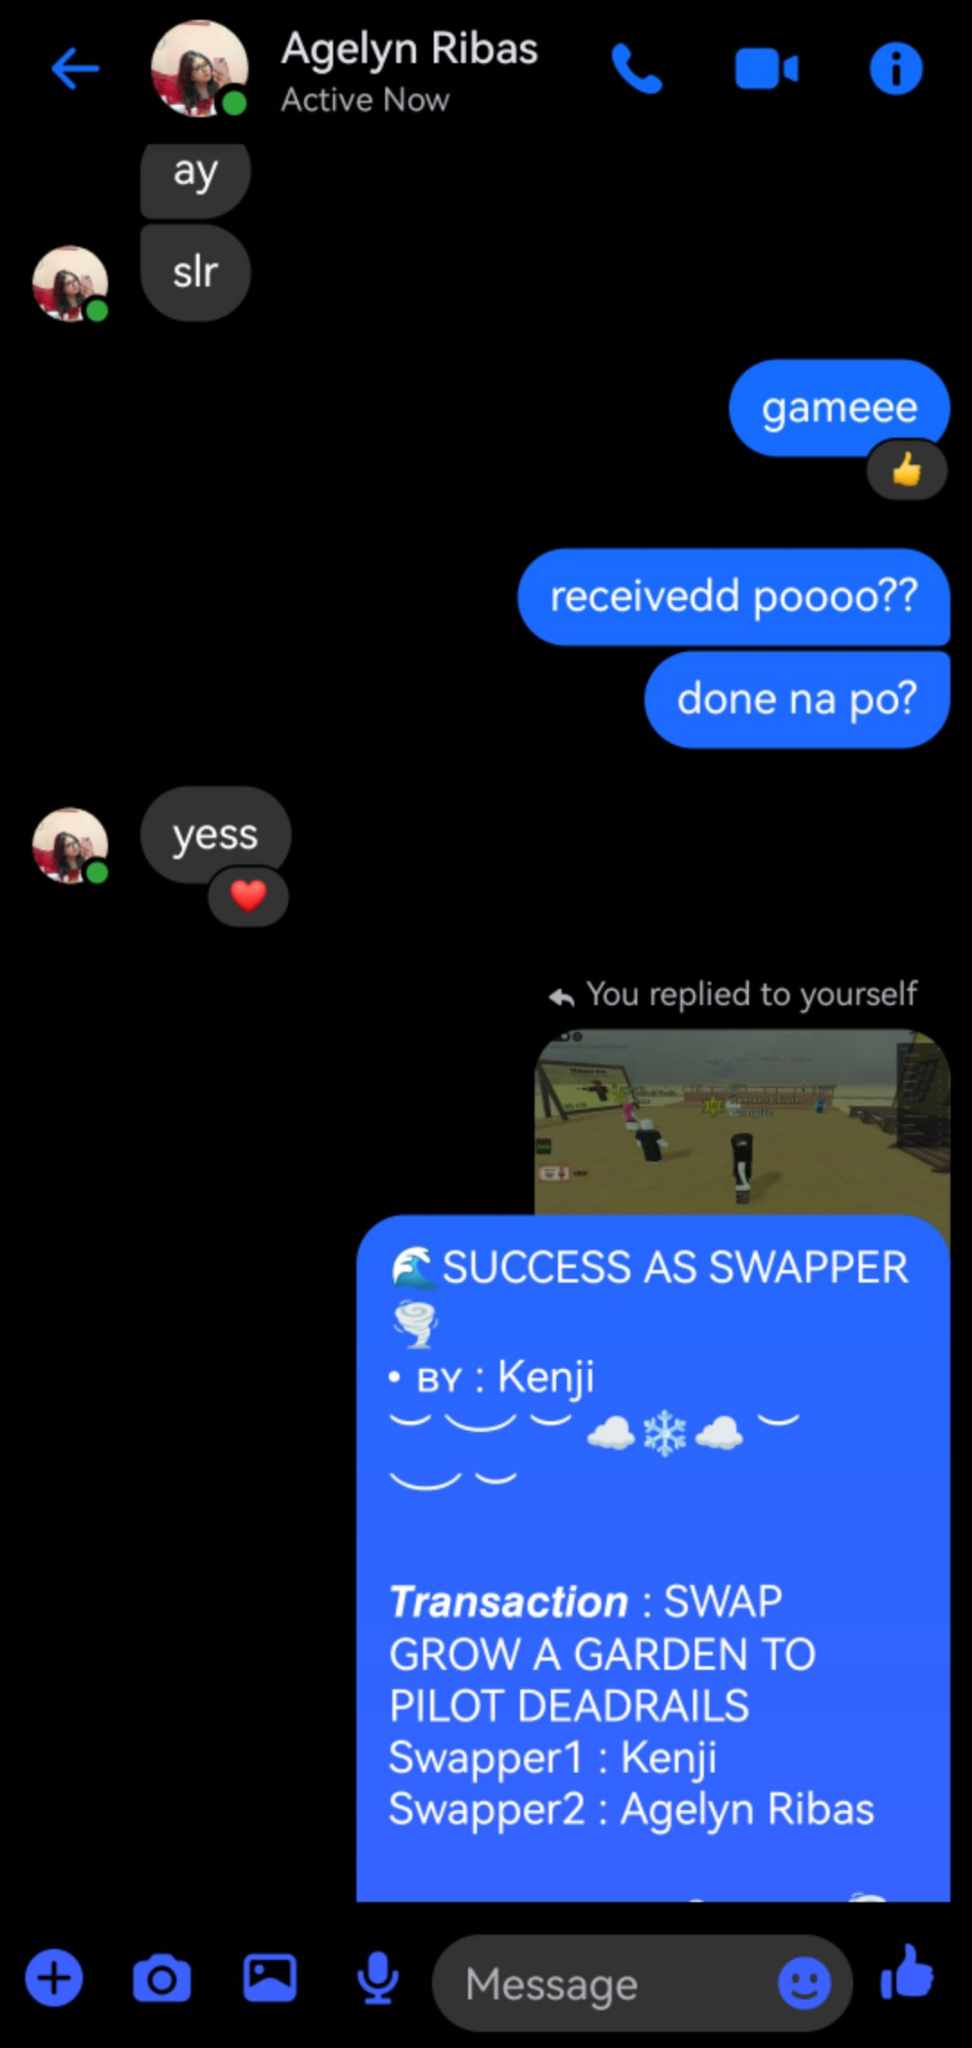 Agelyn Ribas
Active Now
ay
slr
gameee
receivedd poooo??
done na po?
yess
You replied to yourself
SUCCESS AS SWAPPER
• ʙʏ : Kenji
Transaction : SWAP
GROW A GARDEN TO
PILOT DEADRAILS
Swapper1 : Kenji
Swapper2 : Agelyn Ribas
Message